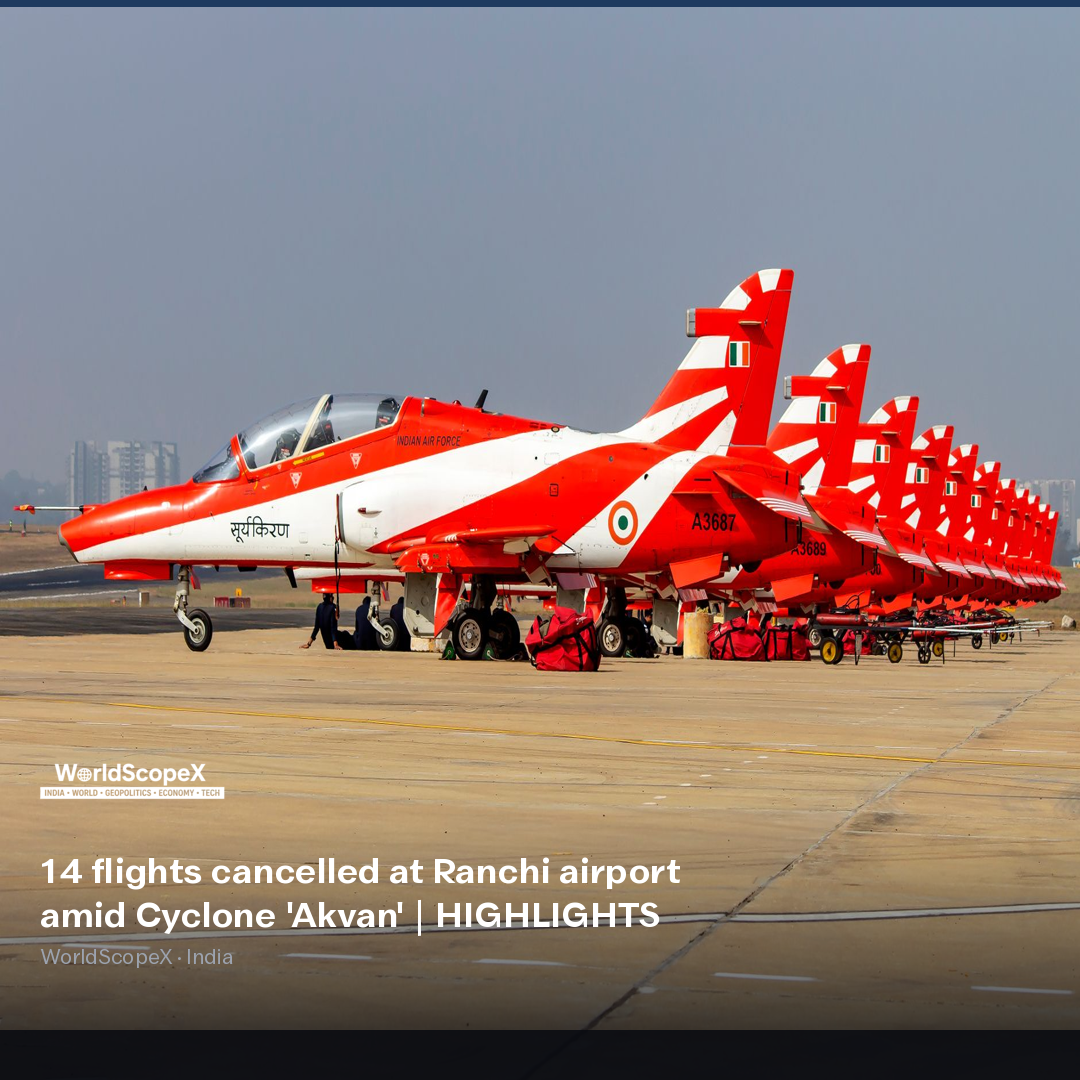 INDIAN AIR FORCE
सूर्यकिरण
A3687
A3689
WorldScopeX
INDIA • WORLD • GEOPOLITICS • ECONOMY • TECH
14 flights cancelled at Ranchi airport
amid Cyclone 'Akvan' | HIGHLIGHTS
WorldScopeX · India